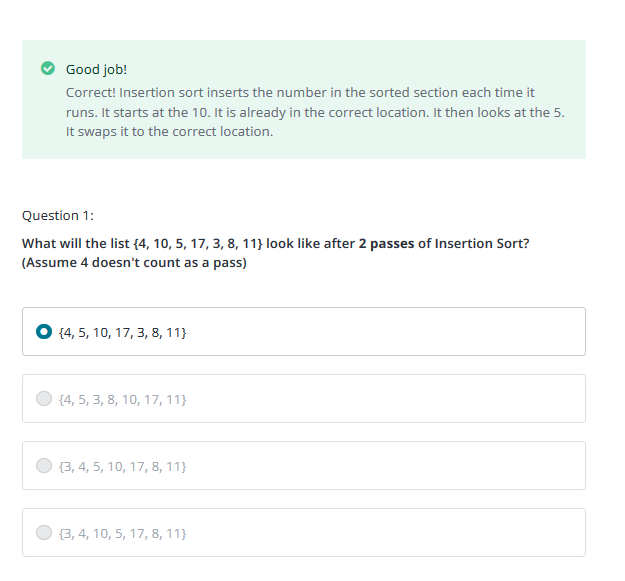 Good job!
Correct! Insertion sort inserts the number in the sorted section each time it
runs. It starts at the 10. It is already in the correct location. It then looks at the 5.
It swaps it to the correct location.
Question 1:
What will the list {4, 10, 5, 17, 3, 8, 11} look like after 2 passes of Insertion Sort?
(Assume 4 doesn't count as a pass)
{4, 5, 10, 17, 3, 8, 11}
{4, 5, 3, 8, 10, 17, 11}
{3, 4, 5, 10, 17, 8, 11}
{3, 4, 10, 5, 17, 8, 11}